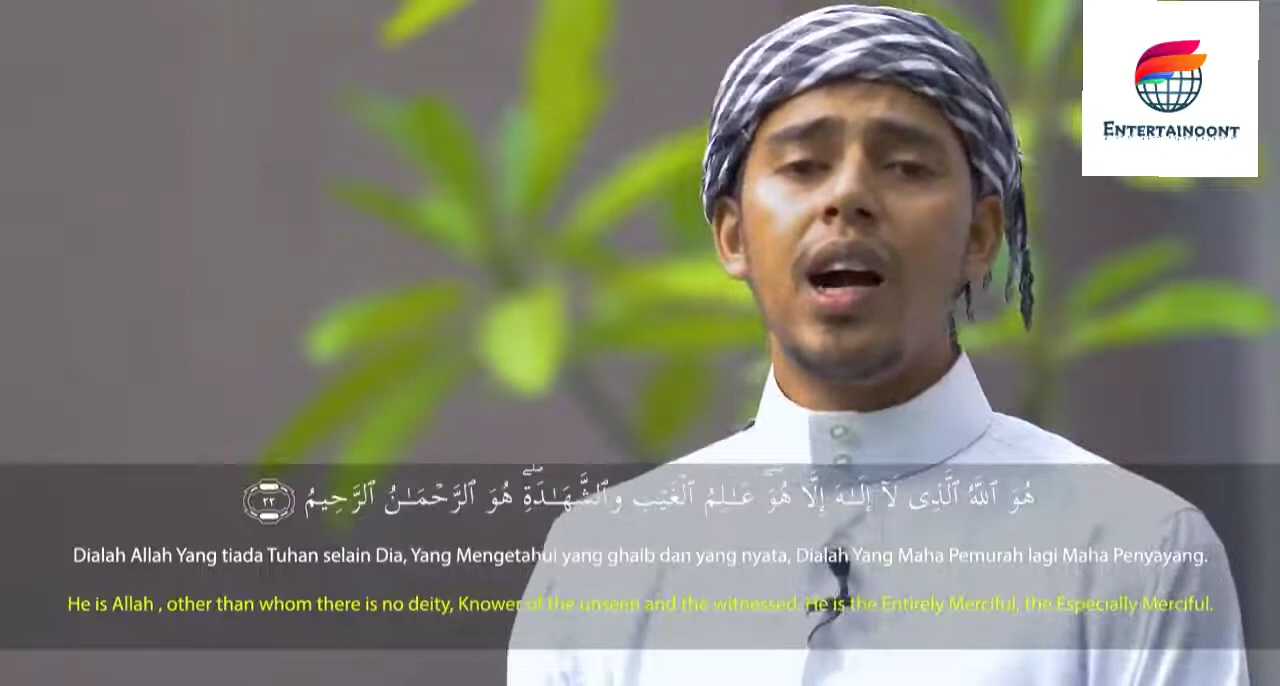 ENTERTAINOONT
هُوَ ٱللَّهُ ٱلَّذِى لَآ إِلَـٰهَ إِلَّا هُوَ ۖ عَـٰلِمُ ٱلْغَيْبِ وَٱلشَّهَـٰدَةِ ۖ هُوَ ٱلرَّحْمَـٰنُ ٱلرَّحِيمُ ٢٢
Dialah Allah Yang tiada Tuhan selain Dia, Yang Mengetahui yang ghaib dan yang nyata, Dialah Yang Maha Pemurah lagi Maha Penyayang.
He is Allah , other than whom there is no deity, Knower of the unseen and the witnessed. He is the Entirely Merciful, the Especially Merciful.